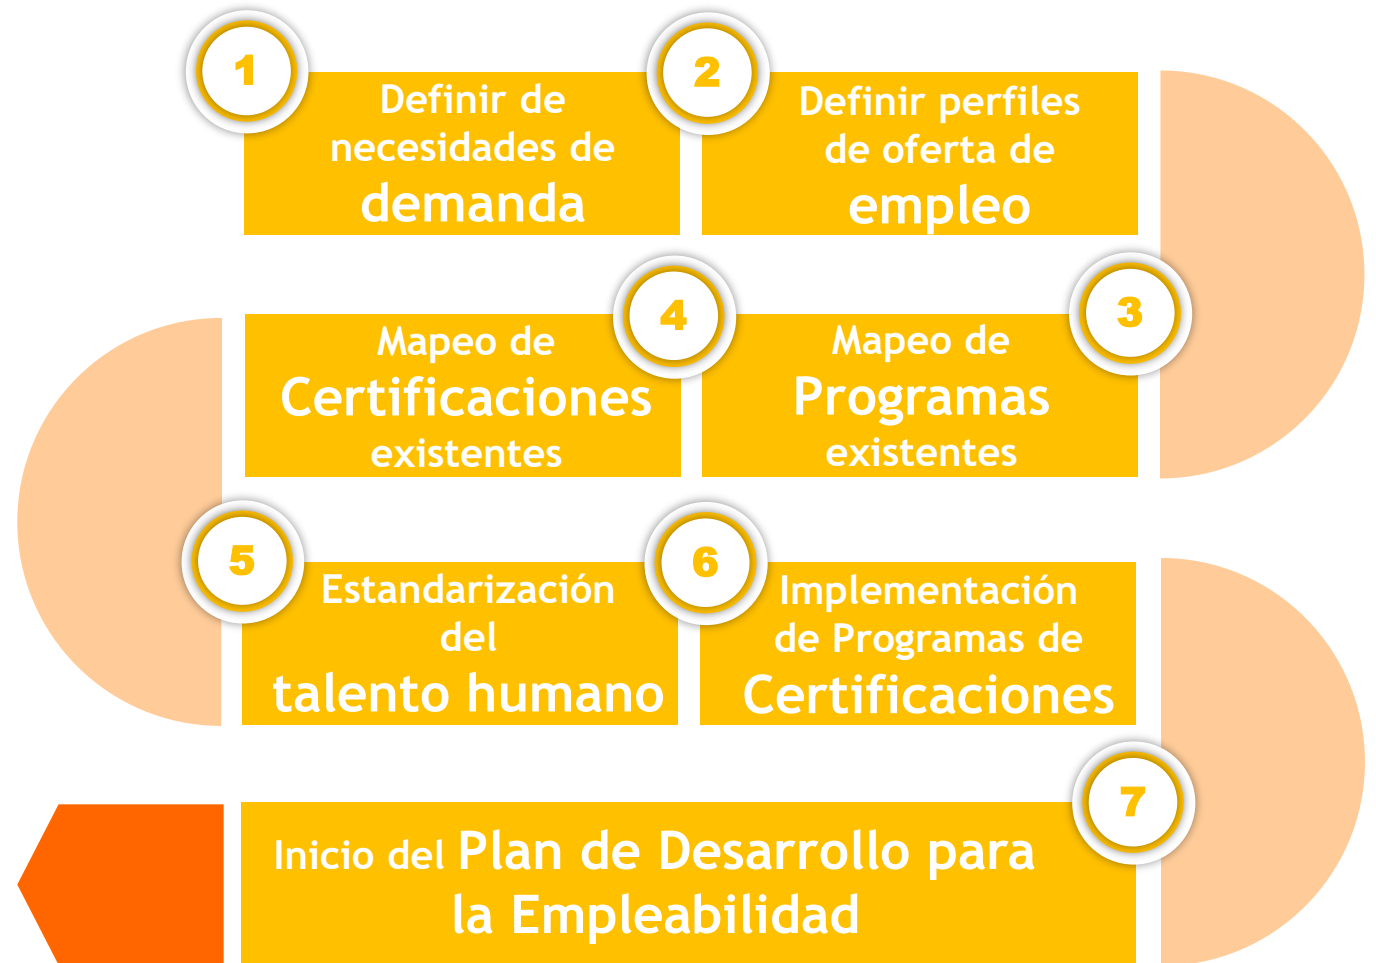 1
Definir de
necesidades de
demanda
2
Definir perfiles
de oferta de
empleo
3
Mapeo de
Programas
existentes
4
Mapeo de
Certificaciones
existentes
5
Estandarización
del
talento humano
6
Implementación
de Programas de
Certificaciones
7
Inicio del Plan de Desarrollo para
la Empleabilidad